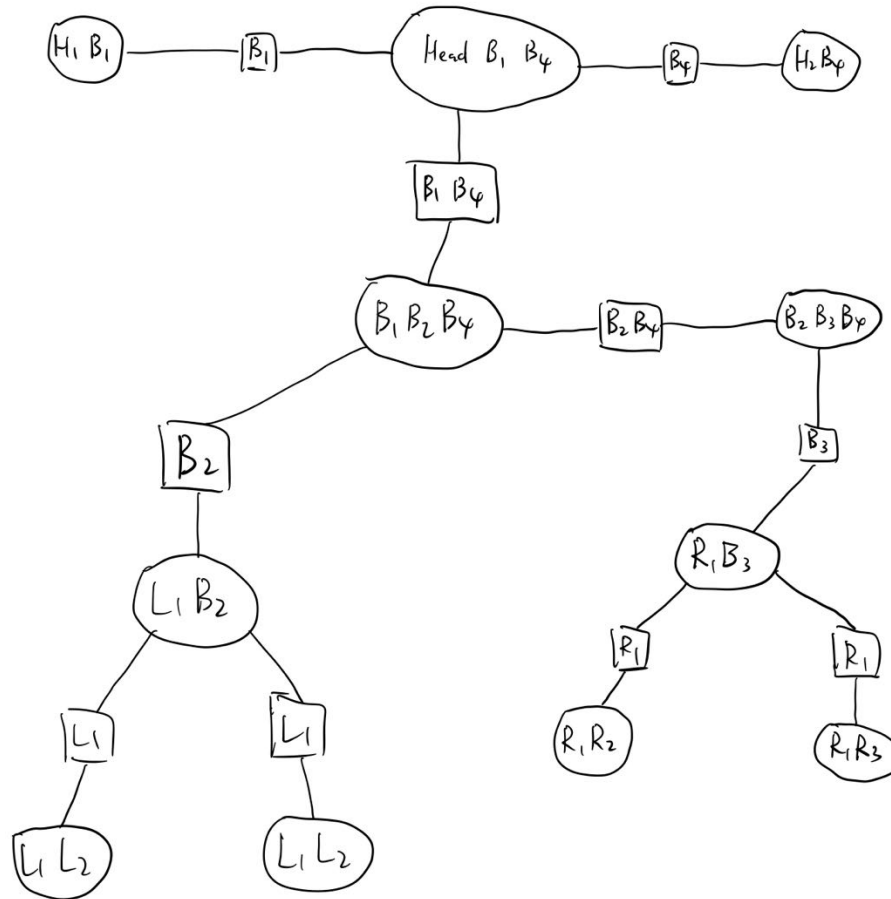 H₁ B₁
B₁
Head B₁ B₄
B₄
H₂ B₄
B₁ B₄
B₁ B₂ B₄
B₂ B₄
B₂ B₃ B₄
B₂
B₃
L₁ B₂
R₁ B₃
L₁
L₁
R₁
R₁
R₁ R₂
R₁ R₃
L₁ L₂
L₁ L₂